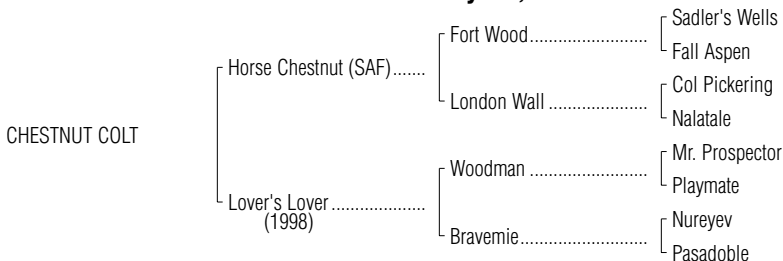 Sadler's Wells
Fort Wood
Fall Aspen
Horse Chestnut (SAF)
Col Pickering
London Wall
Nalatale
CHESTNUT COLT
Mr. Prospector
Woodman
Playmate
Lover's Lover
(1998)
Nureyev
Bravemie
Pasadoble